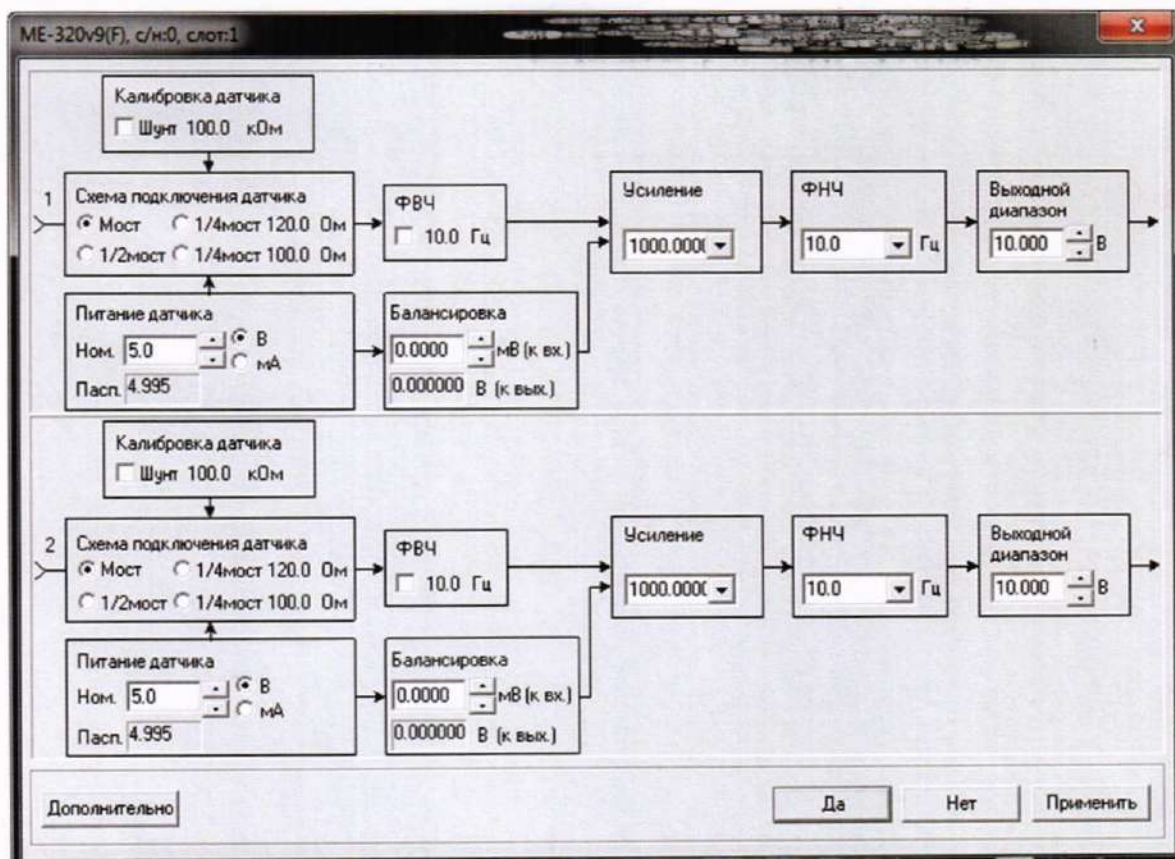 ME-320v9(F), с/н:0, слот:1
Калибровка датчика
Шунт 100.0 кОм
1
Схема подключения датчика
Мост 1/4мост 120.0 Ом
1/2мост 1/4мост 100.0 Ом
ФВЧ
10.0 Гц
Усиление
1000.000(
ФНЧ
10.0 Гц
Выходной
диапазон
10.000 В
Питание датчика
Ном. 5.0 В
мА
Пасп. 4.995
Балансировка
0.0000 мВ (к вх.)
0.000000 В (к вых.)
Калибровка датчика
Шунт 100.0 кОм
2
Схема подключения датчика
Мост 1/4мост 120.0 Ом
1/2мост 1/4мост 100.0 Ом
ФВЧ
10.0 Гц
Усиление
1000.000(
ФНЧ
10.0 Гц
Выходной
диапазон
10.000 В
Питание датчика
Ном. 5.0 В
мА
Пасп. 4.995
Балансировка
0.0000 мВ (к вх.)
0.000000 В (к вых.)
Дополнительно
Да Нет Применить